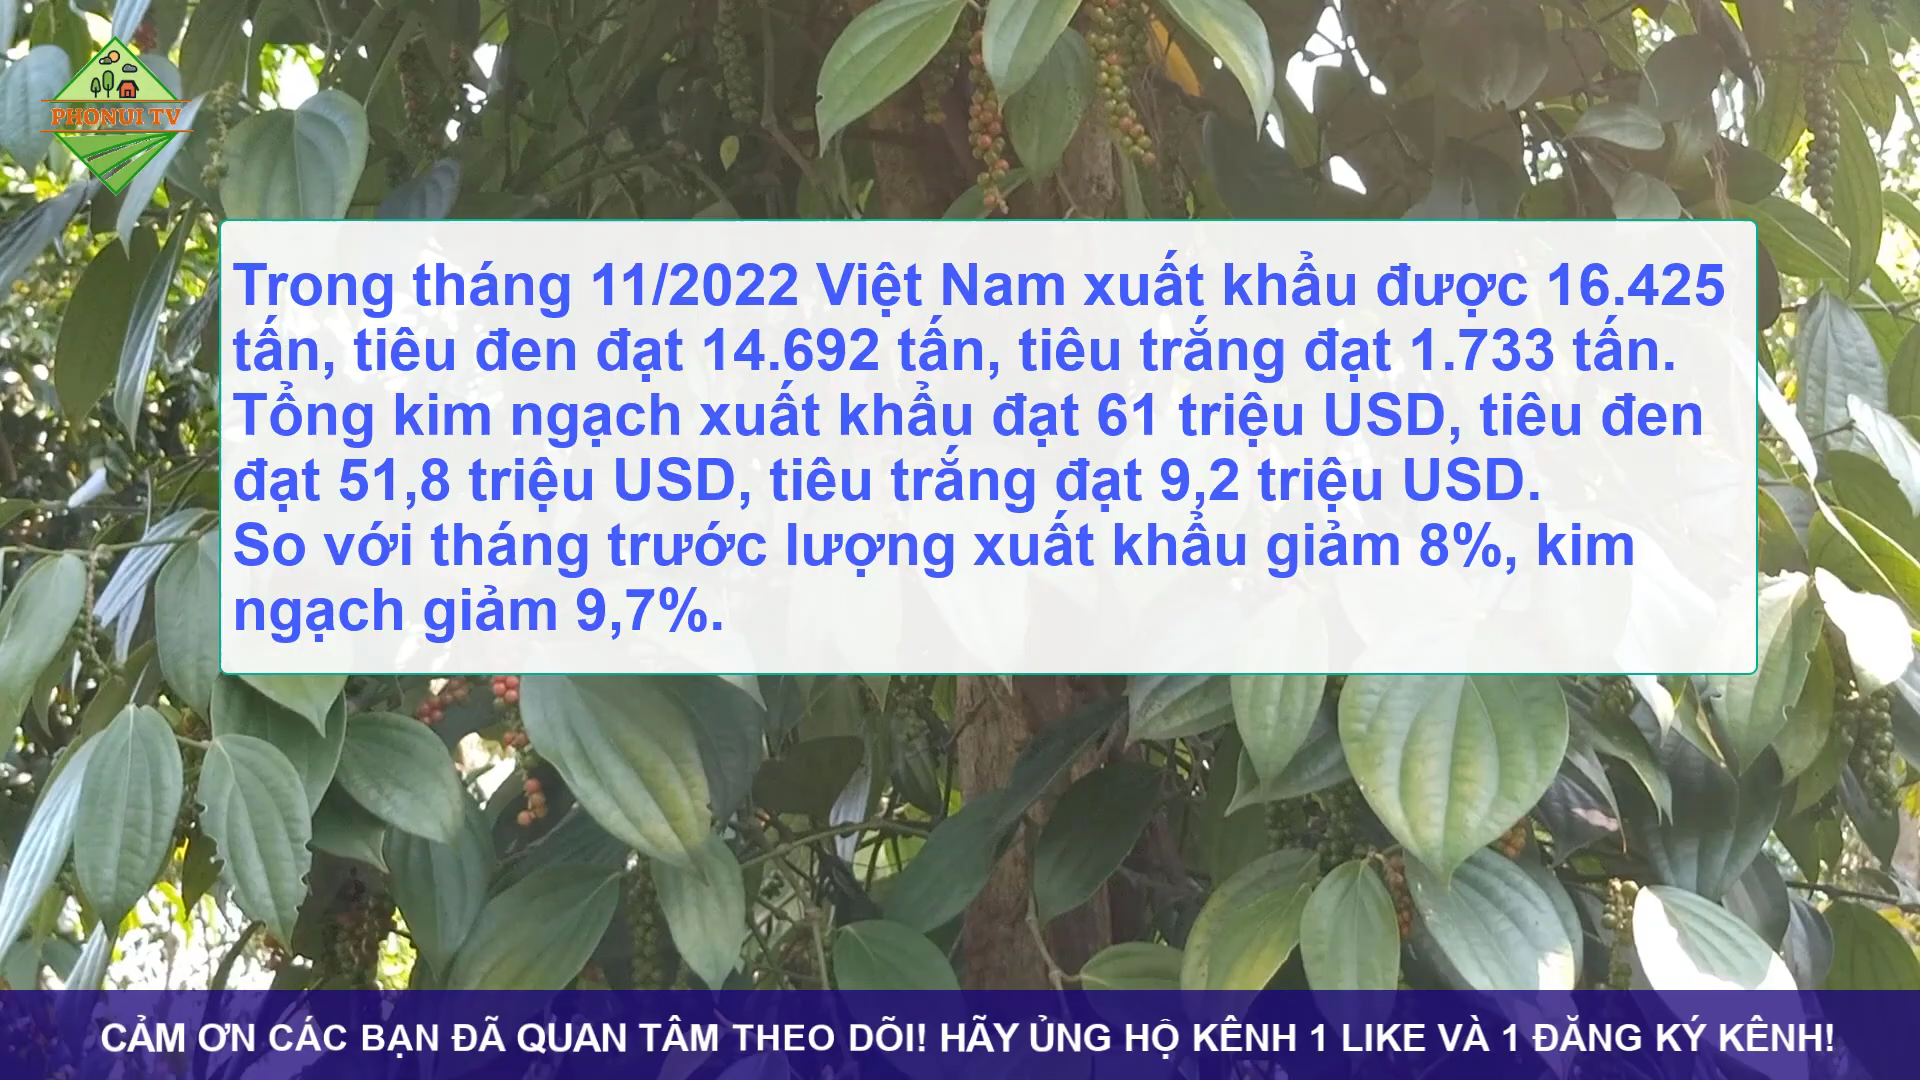 PHONUI TV
Trong tháng 11/2022 Việt Nam xuất khẩu được 16.425
tấn, tiêu đen đạt 14.692 tấn, tiêu trắng đạt 1.733 tấn.
Tổng kim ngạch xuất khẩu đạt 61 triệu USD, tiêu đen
đạt 51,8 triệu USD, tiêu trắng đạt 9,2 triệu USD.
So với tháng trước lượng xuất khẩu giảm 8%, kim
ngạch giảm 9,7%.
CẢM ƠN CÁC BẠN ĐÃ QUAN TÂM THEO DÕI! HÃY ỦNG HỘ KÊNH 1 LIKE VÀ 1 ĐĂNG KÝ KÊNH!